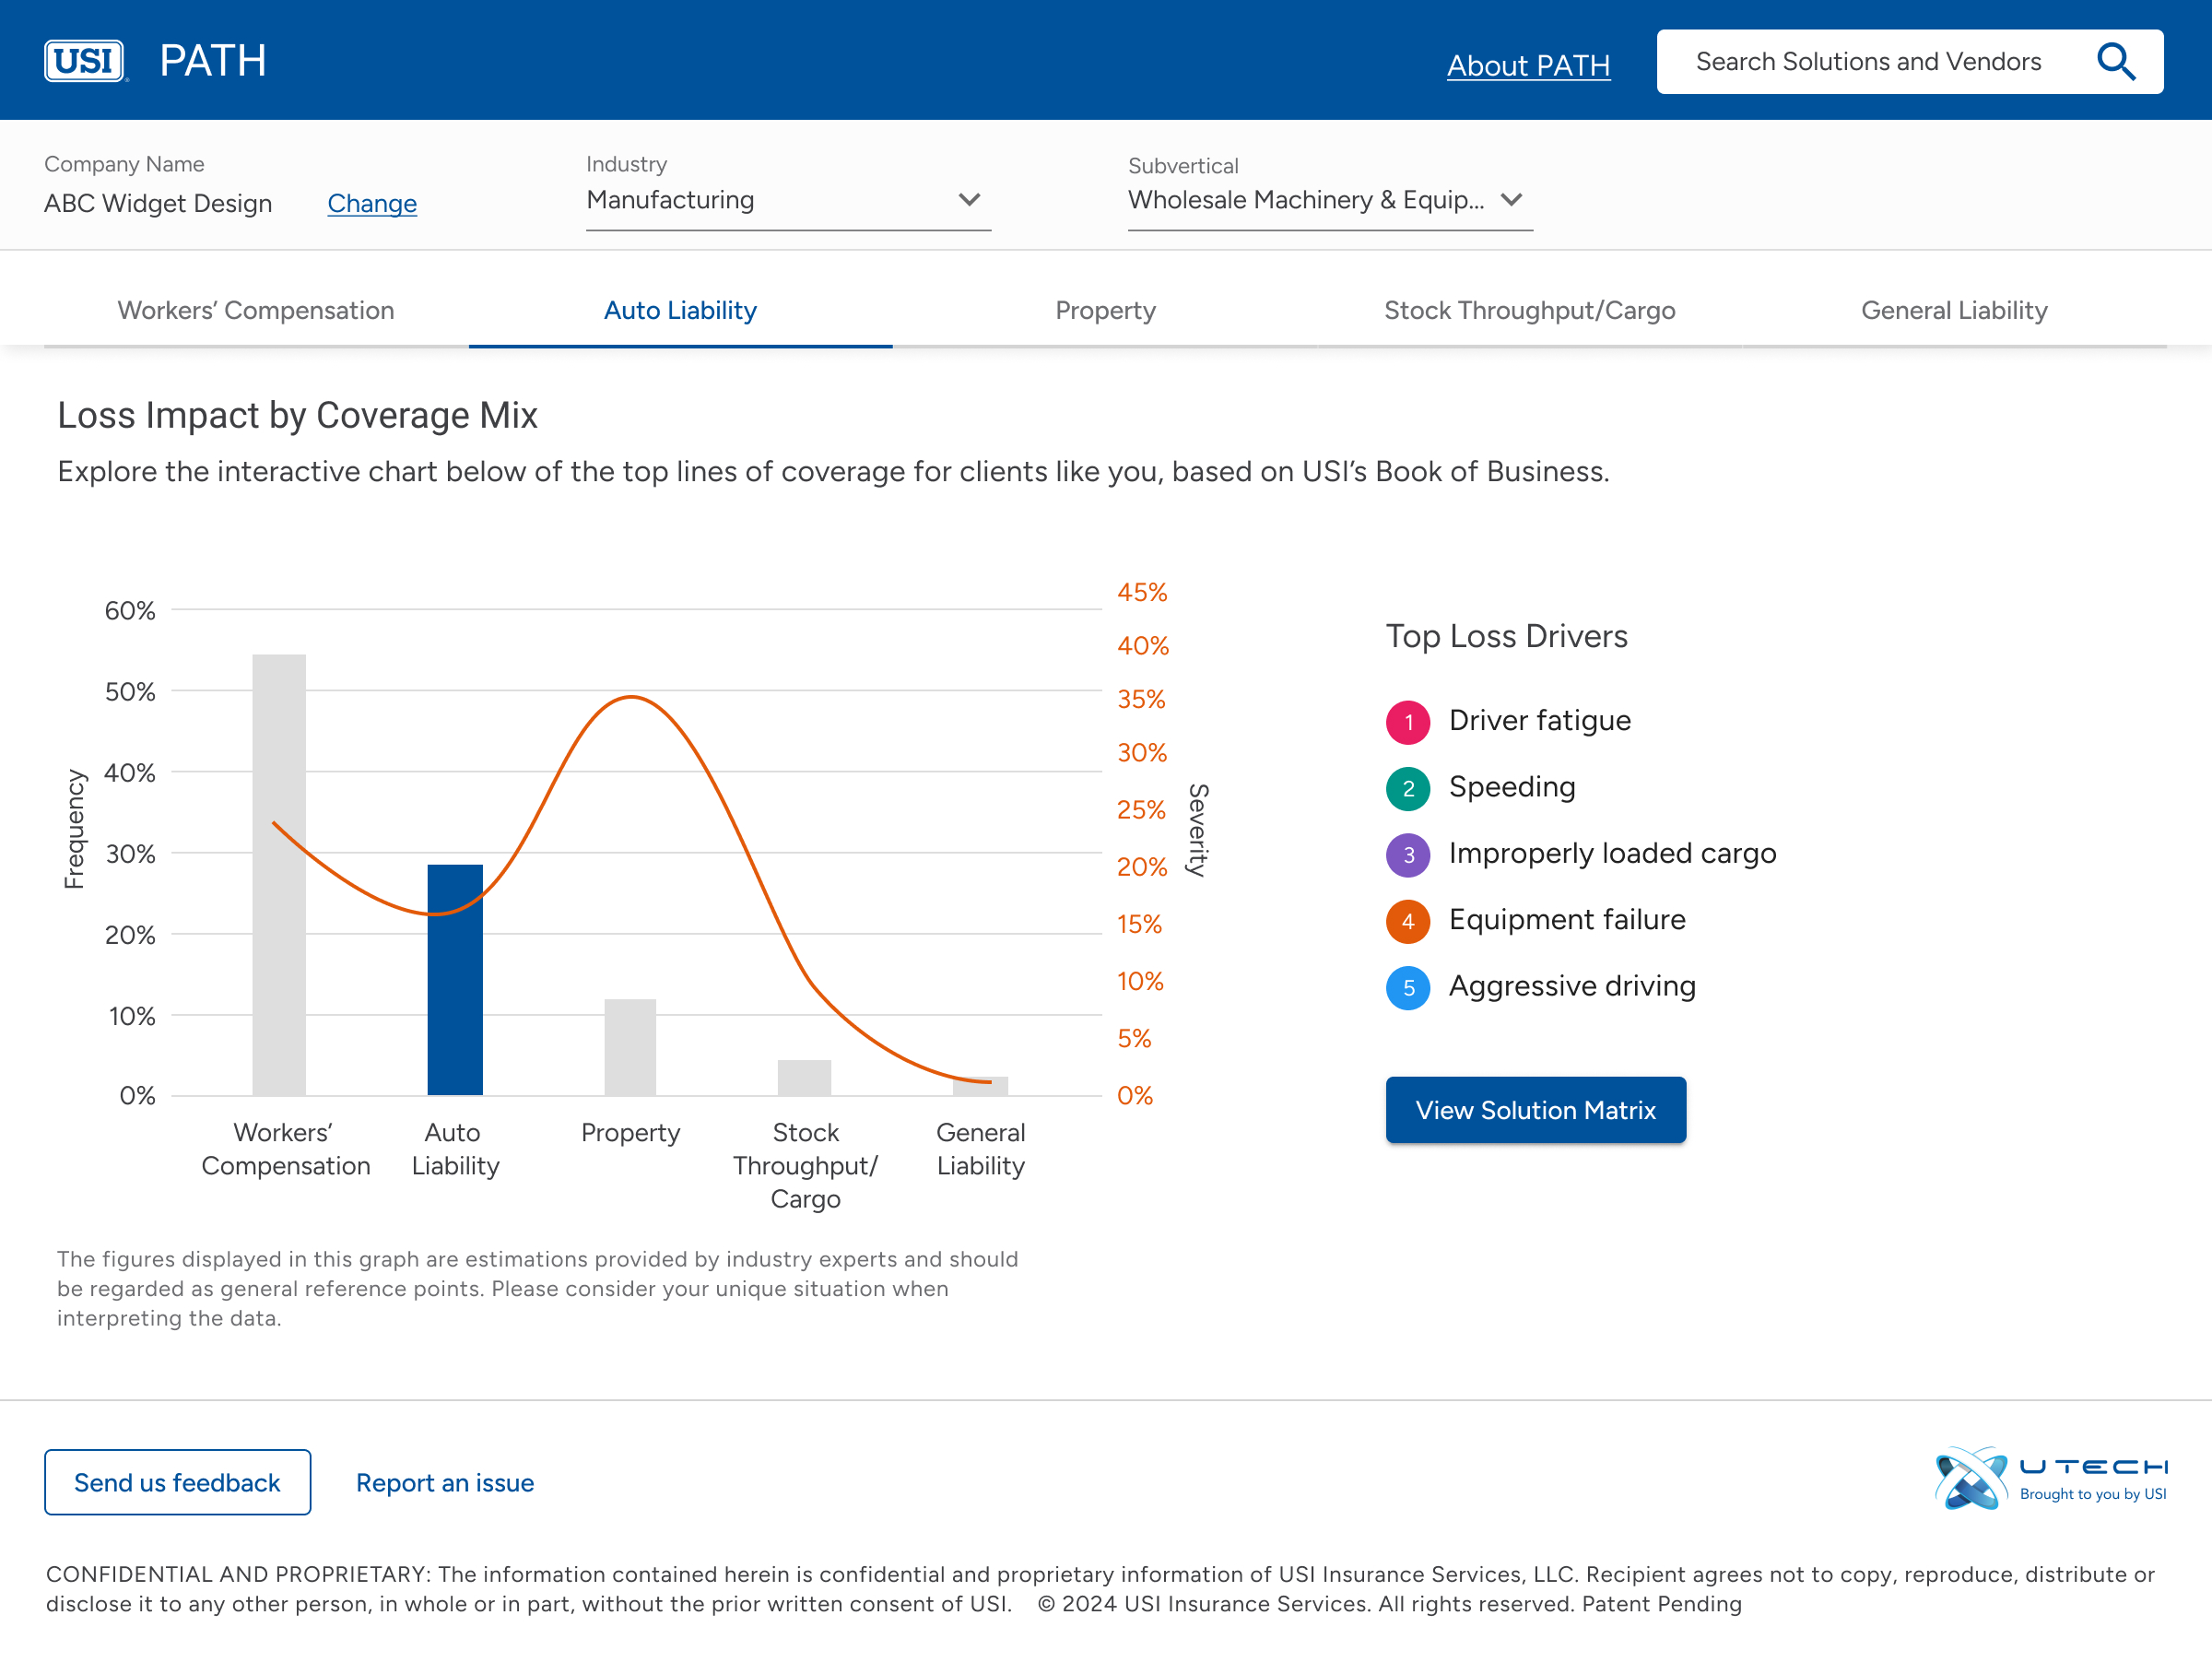 USI PATH
About PATH
Search Solutions and Vendors
Company Name
ABC Widget Design Change
Industry
Manufacturing
Subvertical
Wholesale Machinery & Equip...
Workers’ Compensation
Auto Liability
Property
Stock Throughput/Cargo
General Liability
Loss Impact by Coverage Mix
Explore the interactive chart below of the top lines of coverage for clients like you, based on USI’s Book of Business.
Frequency
60%
50%
40%
30%
20%
10%
0%
45%
40%
35%
30%
25%
20%
15%
10%
5%
0%
Severity
Workers’
Compensation
Auto
Liability
Property
Stock
Throughput/
Cargo
General
Liability
The figures displayed in this graph are estimations provided by industry experts and should
be regarded as general reference points. Please consider your unique situation when
interpreting the data.
Top Loss Drivers
1 Driver fatigue
2 Speeding
3 Improperly loaded cargo
4 Equipment failure
5 Aggressive driving
View Solution Matrix
Send us feedback
Report an issue
UTECH
Brought to you by USI
CONFIDENTIAL AND PROPRIETARY: The information contained herein is confidential and proprietary information of USI Insurance Services, LLC. Recipient agrees not to copy, reproduce, distribute or
disclose it to any other person, in whole or in part, without the prior written consent of USI. © 2024 USI Insurance Services. All rights reserved. Patent Pending